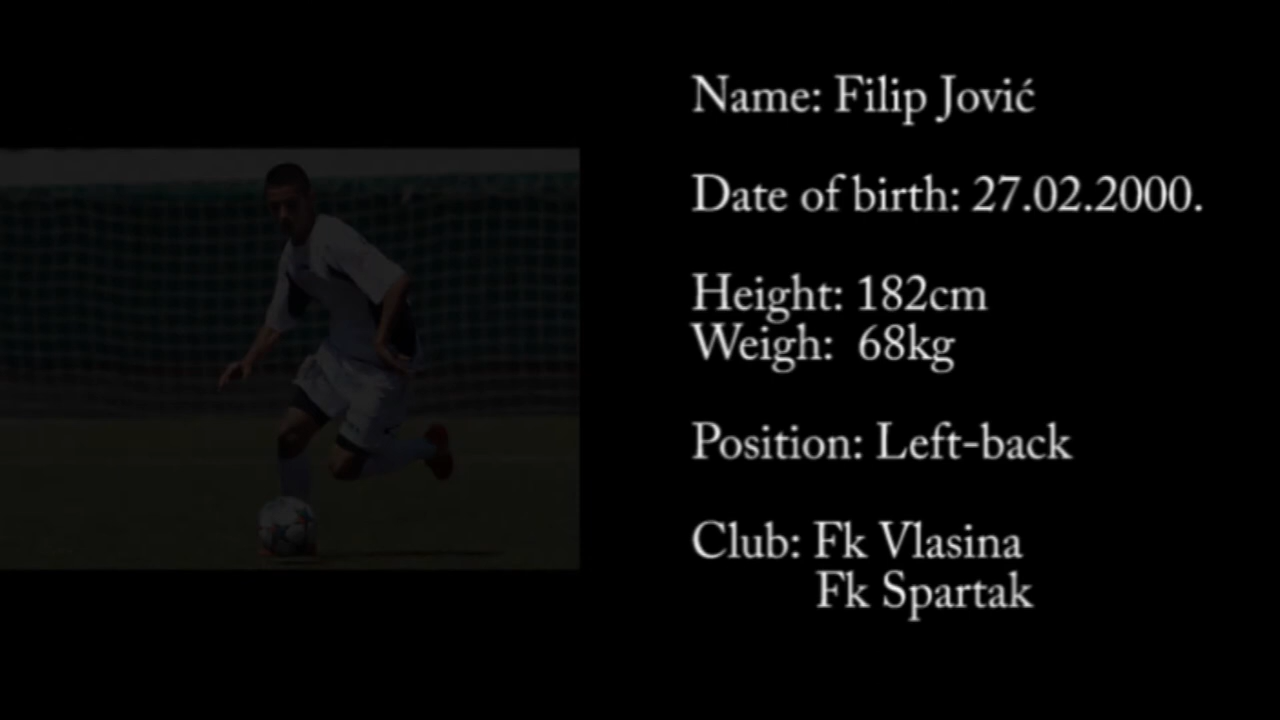 Name: Filip Jović
Date of birth: 27.02.2000.
Height: 182cm
Weigh: 68kg
Position: Left-back
Club: Fk Vlasina
Fk Spartak